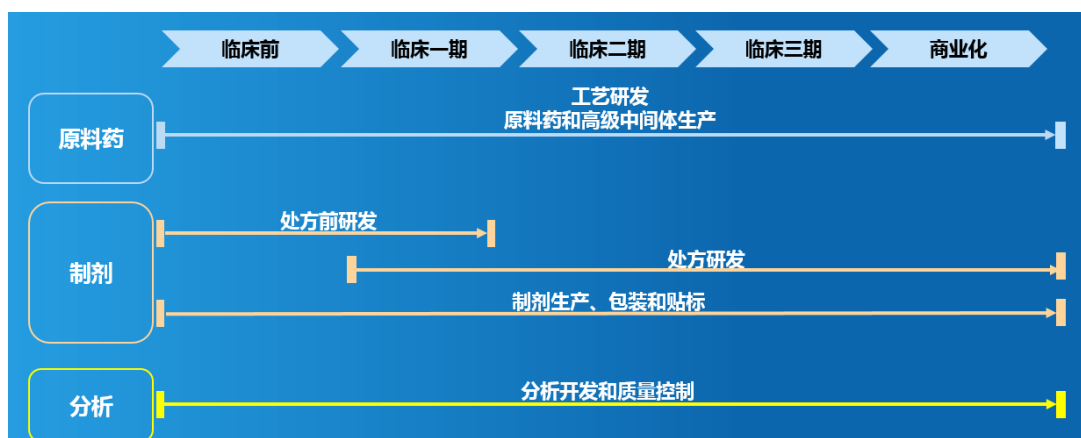 临床前
临床一期
临床二期
临床三期
商业化
原料药
工艺研发
原料药和高级中间体生产
制剂
处方前研发
处方研发
制剂生产、包装和贴标
分析
分析开发和质量控制